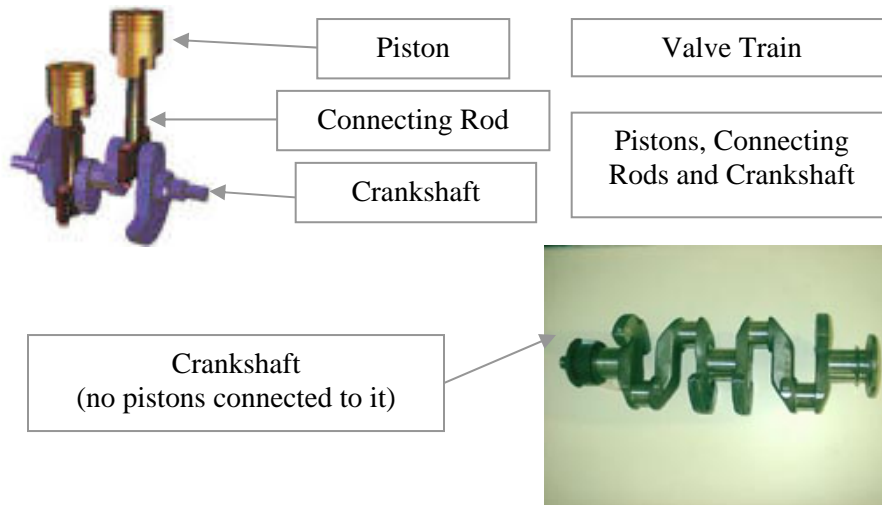 Piston
Valve Train
Connecting Rod
Pistons, Connecting
Rods and Crankshaft
Crankshaft
Crankshaft
(no pistons connected to it)